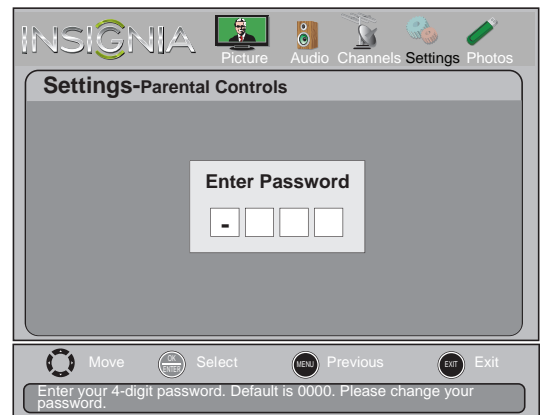 INSIGNIA
Picture Audio Channels Settings Photos
Settings-Parental Controls
Enter Password
-
Move OK ENTER Select MENU Previous EXIT Exit
Enter your 4-digit password. Default is 0000. Please change your
password.